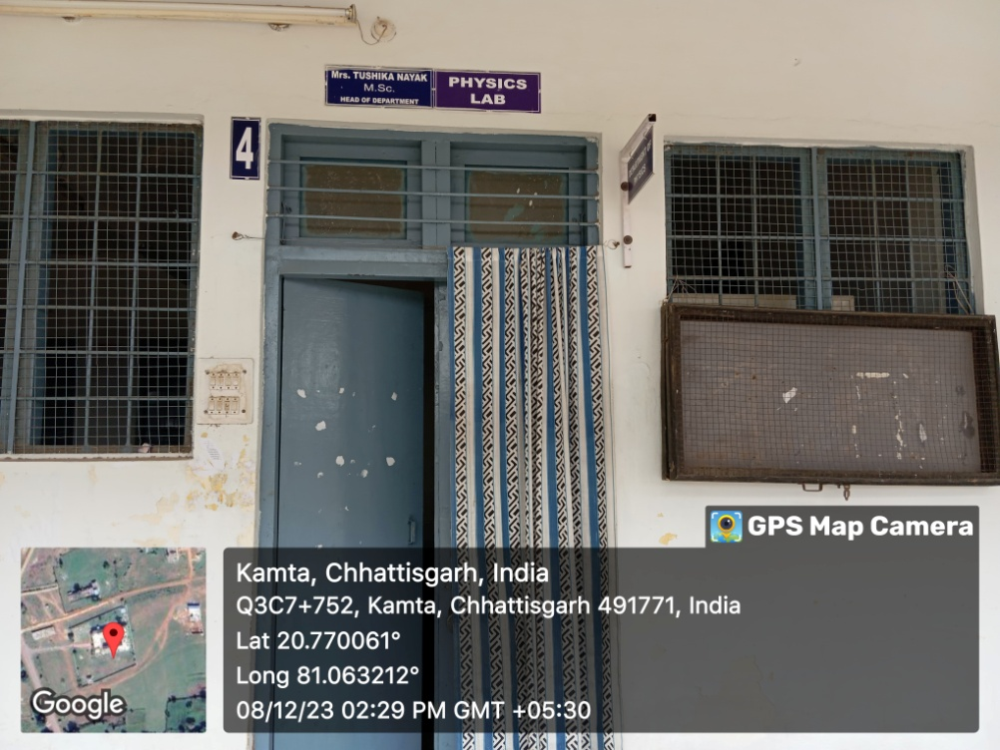 Mrs. TUSHIKA NAYAK
M.Sc.
HEAD OF DEPARTMENT
PHYSICS
LAB
4
GPS Map Camera
Kamta, Chhattisgarh, India
Q3C7+752, Kamta, Chhattisgarh 491771, India
Lat 20.770061°
Long 81.063212°
08/12/23 02:29 PM GMT +05:30
Google